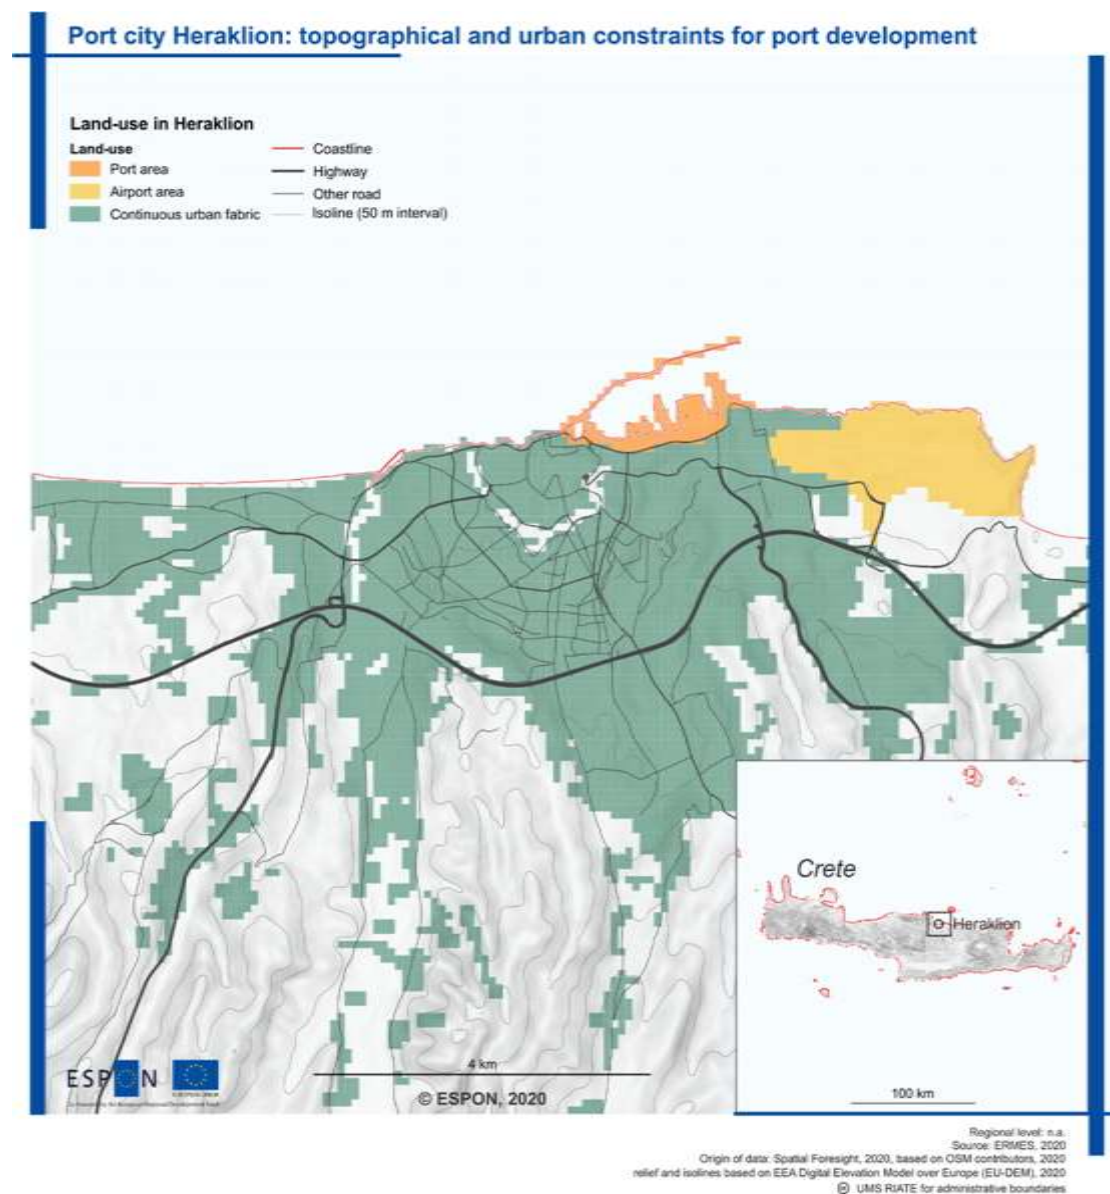 Port city Heraklion: topographical and urban constraints for port development
Land-use in Heraklion
Land-use
Port area
Airport area
Continuous urban fabric
Coastline
Highway
Other road
Isoline (50 m interval)
Crete
Heraklion
100 km
4 km
© ESPON, 2020
ESPON
Regional level: n.a.
Source: ERMES, 2020
Origin of data: Spatial Foresight, 2020, based on OSM contributors, 2020
relief and isolines based on EEA Digital Elevation Model over Europe (EU-DEM), 2020
UMS RIATE for administrative boundaries